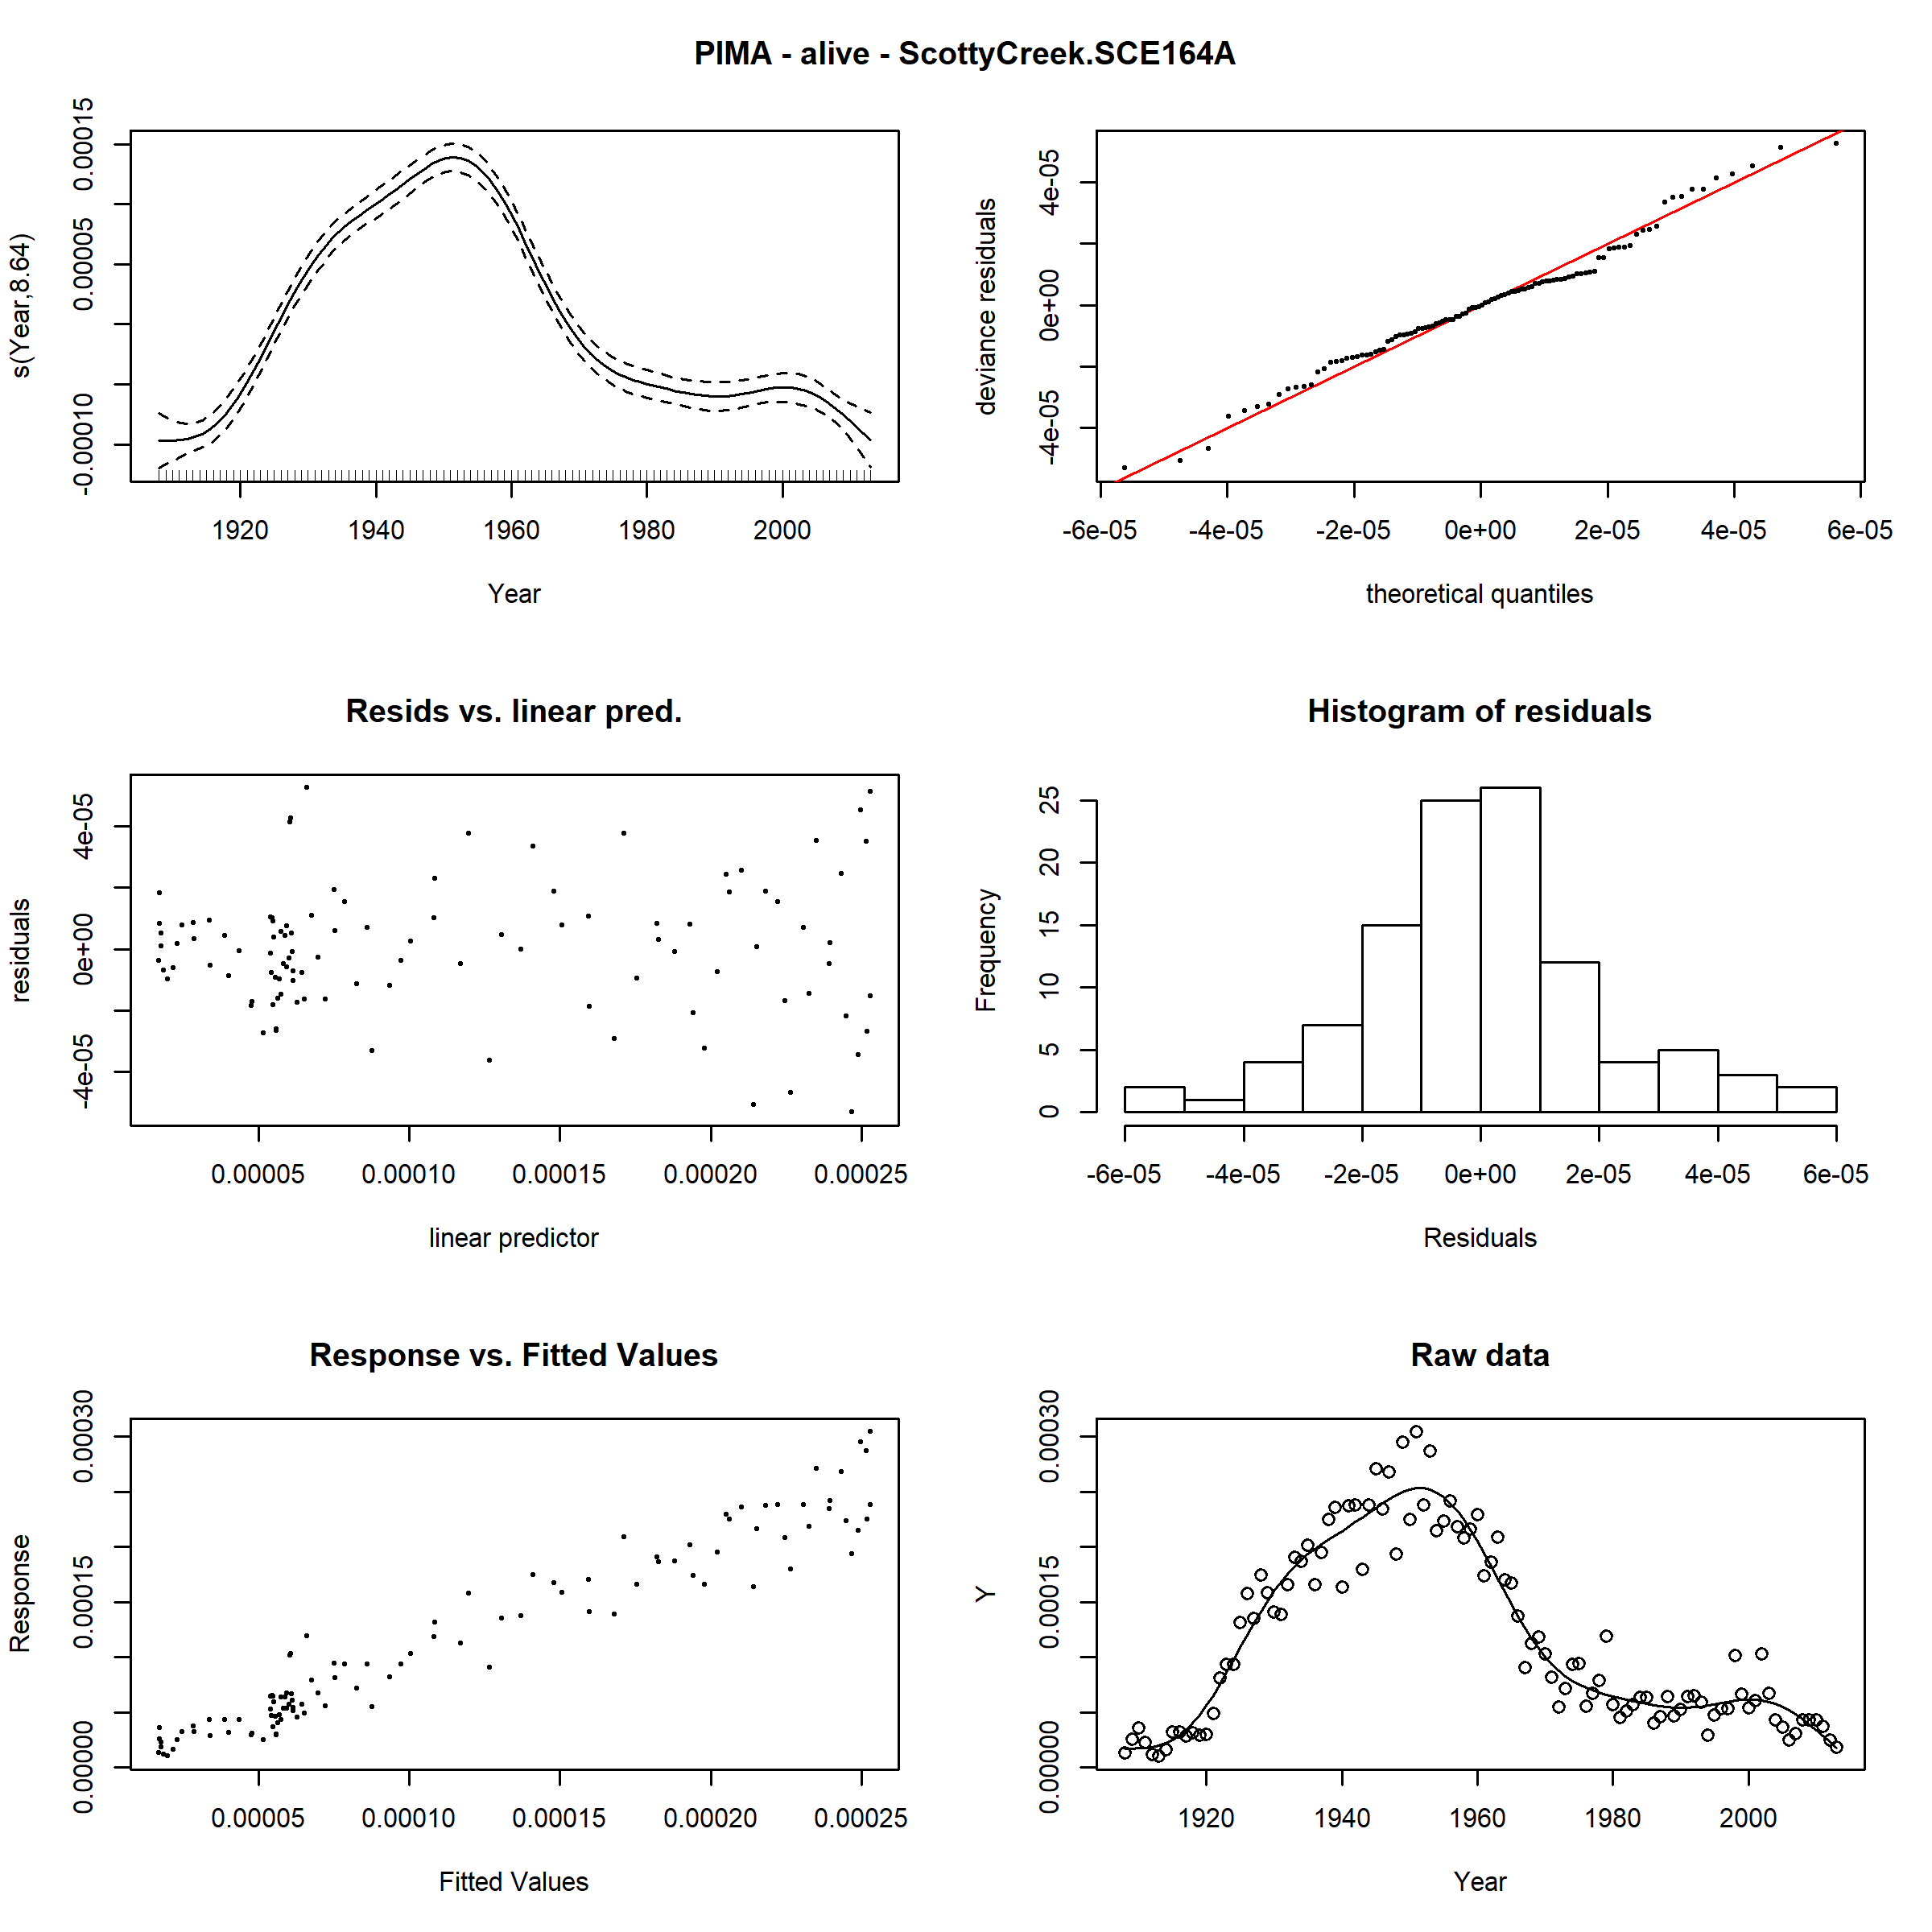 PIMA - alive - ScottyCreek.SCE164A
s(Year,8.64)
-0.00010 0.00005 0.00015
1920 1940 1960 1980 2000
Year
deviance residuals
-4e-05 0e+00 4e-05
-6e-05 -4e-05 -2e-05 0e+00 2e-05 4e-05 6e-05
theoretical quantiles
Resids vs. linear pred.
residuals
-4e-05 0e+00 4e-05
0.00005 0.00010 0.00015 0.00020 0.00025
linear predictor
Histogram of residuals
Frequency
0 5 10 15 20 25
-6e-05 -4e-05 -2e-05 0e+00 2e-05 4e-05 6e-05
Residuals
Response vs. Fitted Values
Response
0.00000 0.00015 0.00030
0.00005 0.00010 0.00015 0.00020 0.00025
Fitted Values
Raw data
Y
0.00000 0.00015 0.00030
1920 1940 1960 1980 2000
Year